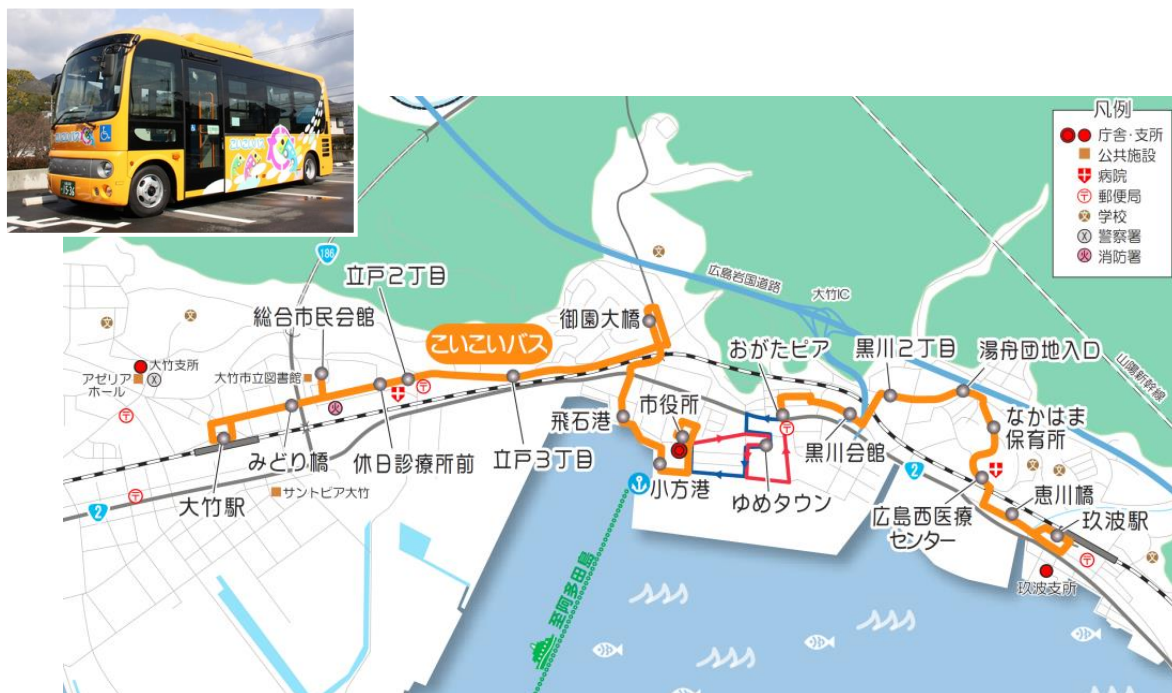 15-36
凡例
庁舎・支所
公共施設
病院
郵便局
学校
警察署
消防署
186
立戸2丁目
総合市民会館
こいこいバス
御園大橋
広島岩国道路
大竹IC
おがたピア
黒川2丁目
湯舟団地入口
山陽新幹線
大竹支所
アゼリア
ホール
大竹市立図書館
飛石港
市役所
なかはま
保育所
みどり橋
休日診療所前
立戸3丁目
小方港
ゆめタウン
黒川会館
2
恵川橋
大竹駅
サントピア大竹
2
広島西医療
センター
玖波駅
玖波支所
至阿多田島